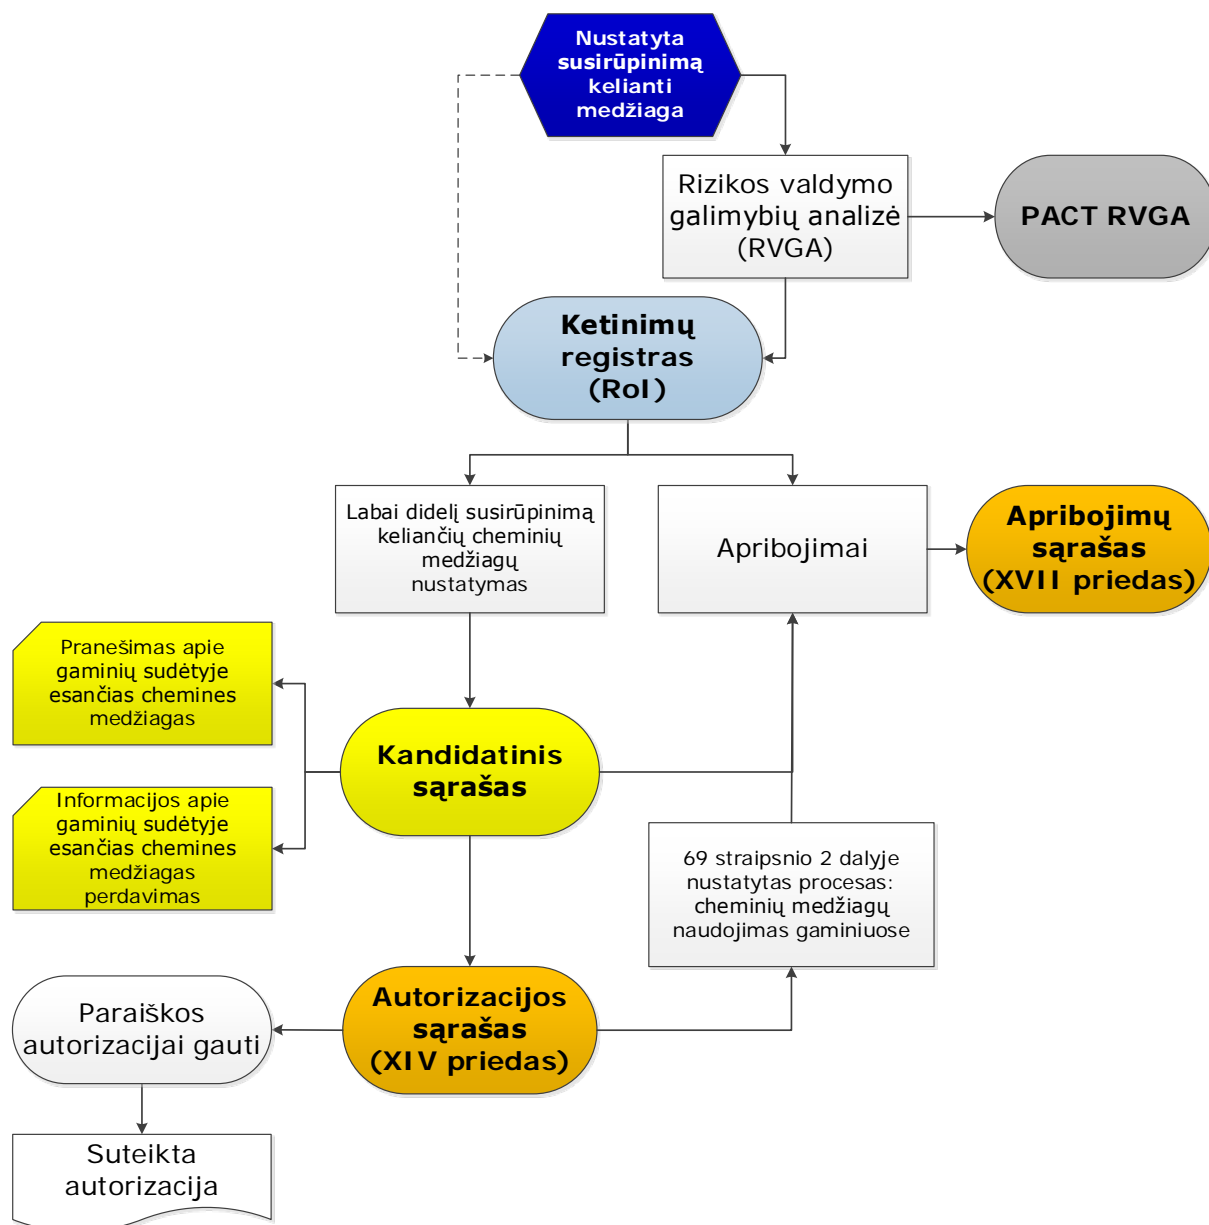 Nustatyta
susirūpinimą
kelianti
medžiaga
Rizikos valdymo
galimybių analizė
(RVGA)
PACT RVGA
Ketinimų
registras
(RoI)
Labai didelį susirūpinimą
keliančių cheminių
medžiagų
nustatymas
Apribojimai
Apribojimų
sąrašas
(XVII priedas)
Pranešimas apie
gaminių sudėtyje
esančias chemines
medžiagas
Kandidatinis
sąrašas
Informacijos apie
gaminių sudėtyje
esančias chemines
medžiagas
perdavimas
69 straipsnio 2 dalyje
nustatytas procesas:
cheminių medžiagų
naudojimas gaminiuose
Paraiškos
autorizacijai gauti
Autorizacijos
sąrašas
(XIV priedas)
Suteikta
autorizacija